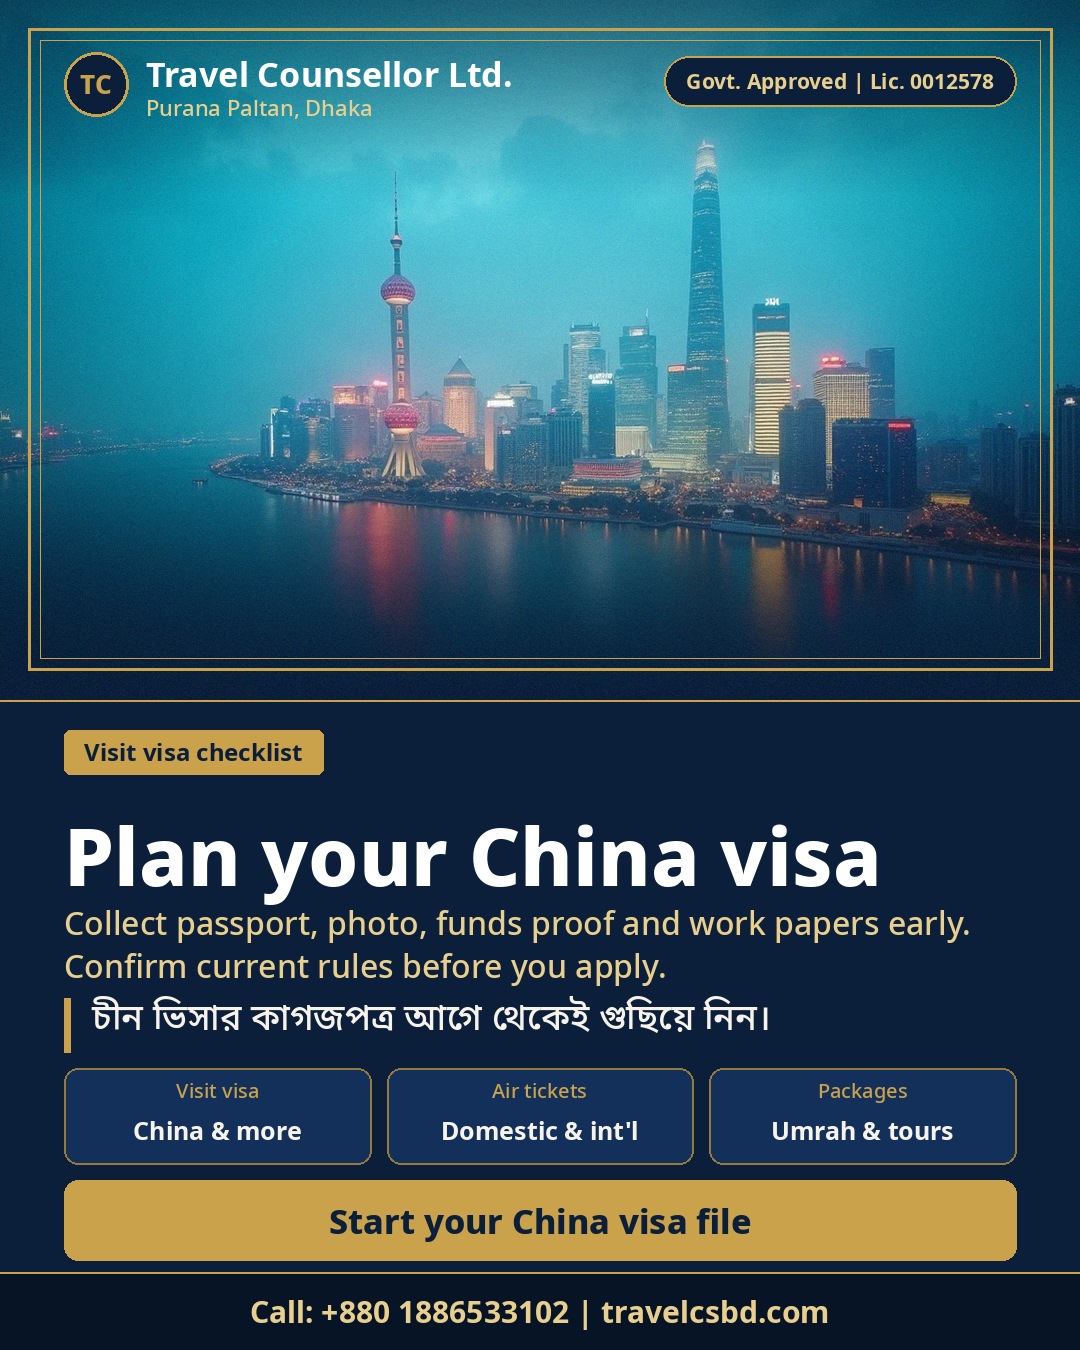 TC
Travel Counsellor Ltd.
Purana Paltan, Dhaka
Govt. Approved | Lic. 0012578
Visit visa checklist
Plan your China visa
Collect passport, photo, funds proof and work papers early.
Confirm current rules before you apply.
চীন ভিসার কাগজপত্র আগে থেকেই গুছিয়ে নিন।
Visit visa
China & more
Air tickets
Domestic & int'l
Packages
Umrah & tours
Start your China visa file
Call: +880 1886533102 | travelcsbd.com